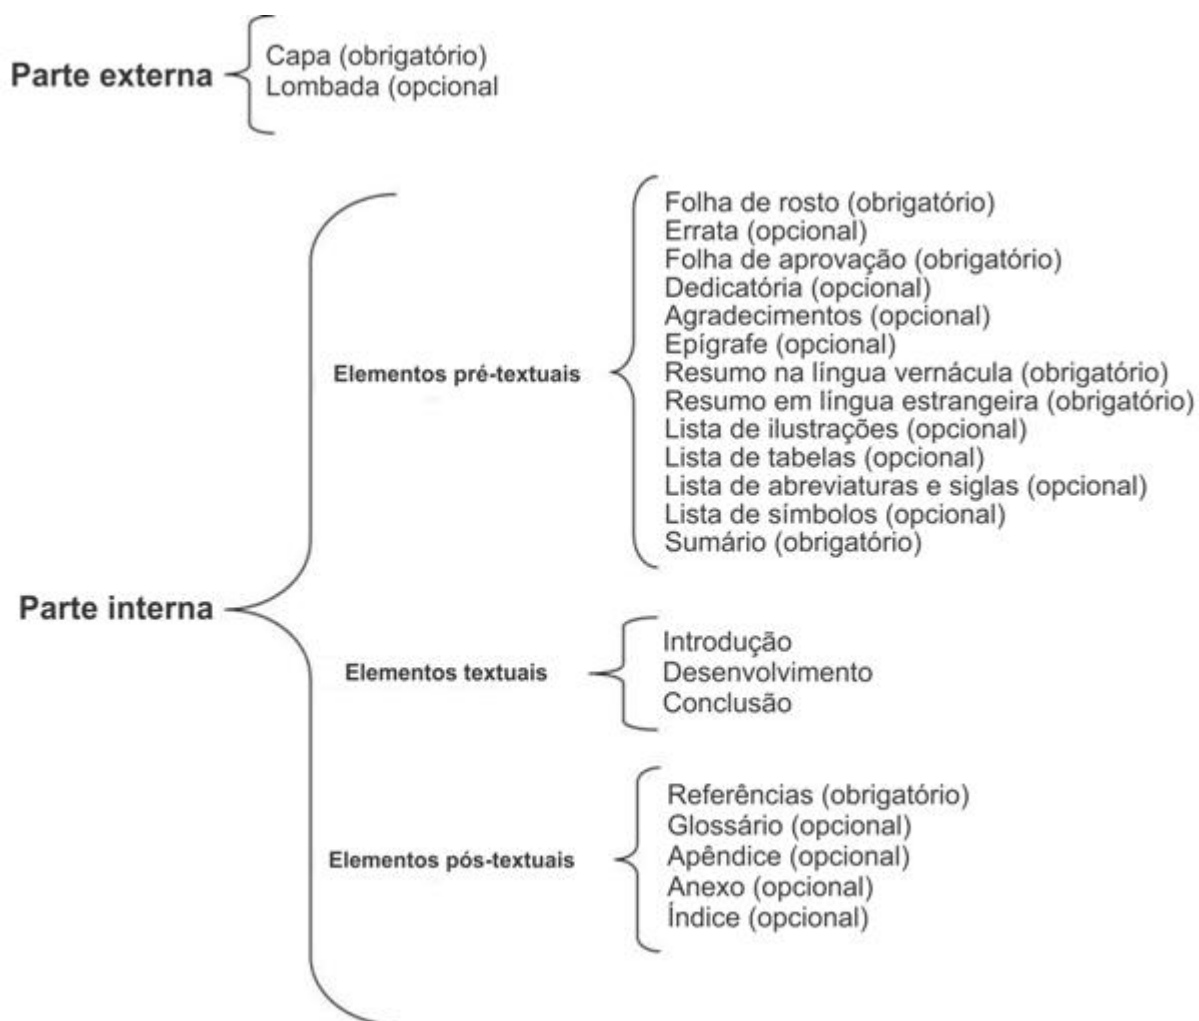 Parte externa
Capa (obrigatório)
Lombada (opcional
Parte interna
Elementos pré-textuais
Folha de rosto (obrigatório)
Errata (opcional)
Folha de aprovação (obrigatório)
Dedicatória (opcional)
Agradecimentos (opcional)
Epígrafe (opcional)
Resumo na língua vernácula (obrigatório)
Resumo em língua estrangeira (obrigatório)
Lista de ilustrações (opcional)
Lista de tabelas (opcional)
Lista de abreviaturas e siglas (opcional)
Lista de símbolos (opcional)
Sumário (obrigatório)
Elementos textuais
Introdução
Desenvolvimento
Conclusão
Elementos pós-textuais
Referências (obrigatório)
Glossário (opcional)
Apêndice (opcional)
Anexo (opcional)
Índice (opcional)